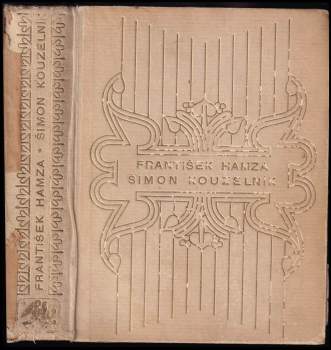 FRANTIŠEK HAMZA • ŠIMON KOUZELNÍK
FRANTIŠEK HAMZA
ŠIMON KOUZELNÍK